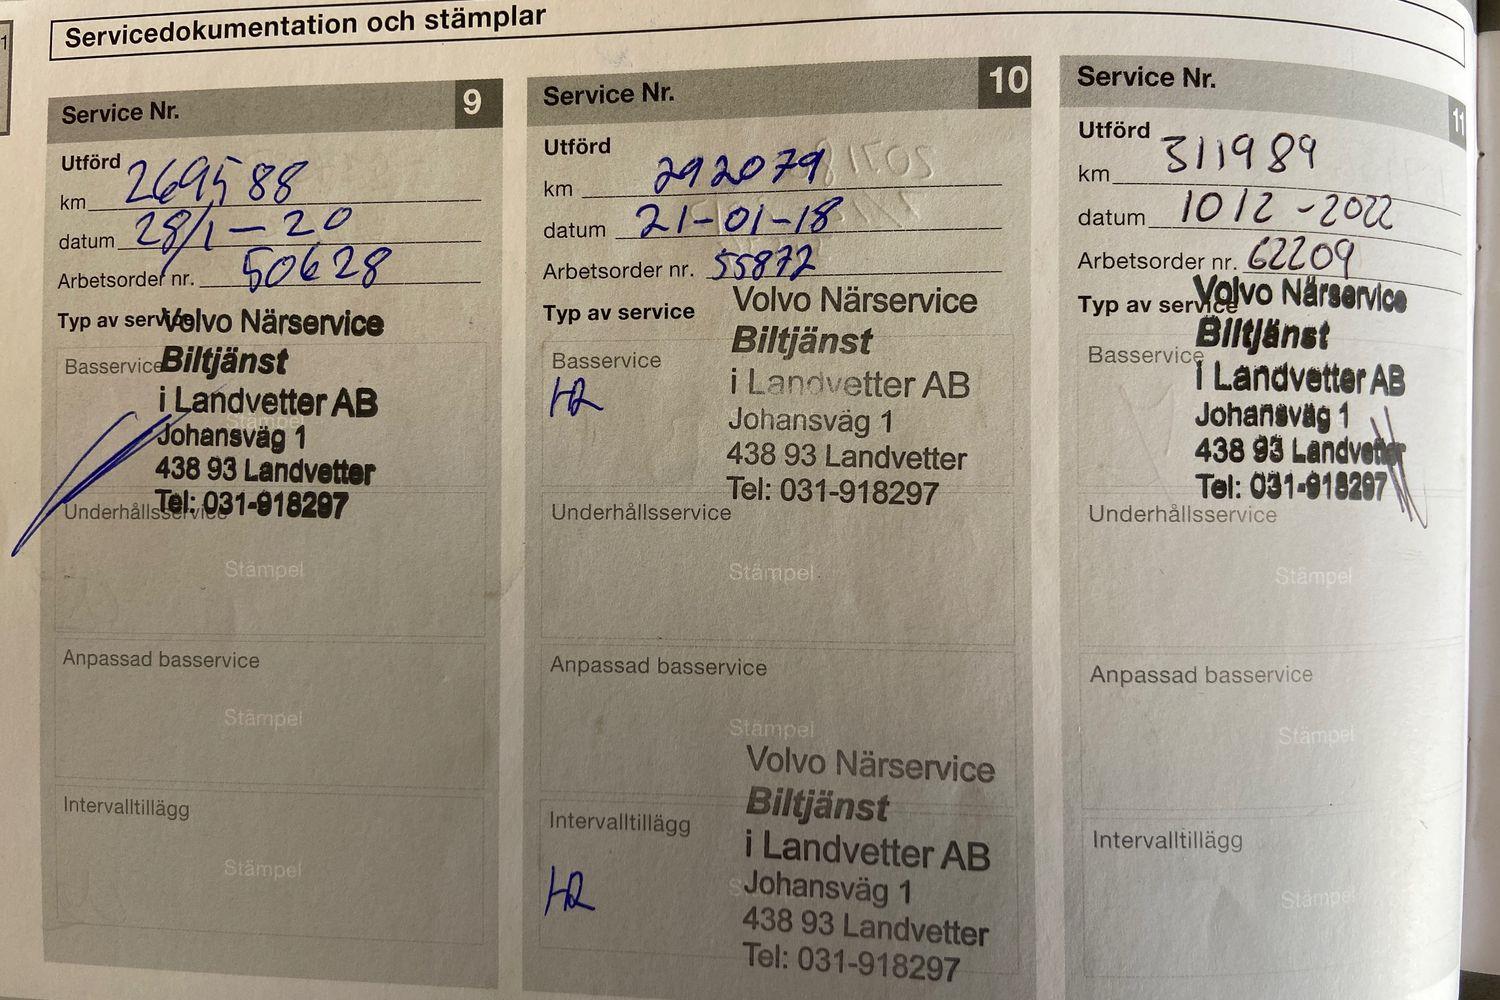 Servicedokumentation och stämplar
Service Nr. 9
Utförd
km 269588
datum 28/1-20
Arbetsorder nr. 50628
Typ av service
Volvo Närservice
Basservice
Biltjänst
i Landvetter AB
Johansväg 1
438 93 Landvetter
Tel: 031-918297
Underhållsservice
Stämpel
Anpassad basservice
Stämpel
Intervalltillägg
Stämpel
Service Nr. 10
Utförd
km 292079
datum 21-01-18
Arbetsorder nr. 55872
Typ av service
Volvo Närservice
Biltjänst
Basservice
i Landvetter AB
Johansväg 1
438 93 Landvetter
Tel: 031-918297
Underhållsservice
Stämpel
Anpassad basservice
Stämpel
Volvo Närservice
Biltjänst
Intervalltillägg
i Landvetter AB
Johansväg 1
438 93 Landvetter
Tel: 031-918297
Service Nr. 11
Utförd
km 311989
datum 1012-2022
Arbetsorder nr. 62209
Typ av service
Volvo Närservice
Biltjänst
Basservice
i Landvetter AB
Johansväg 1
438 93 Landvetter
Tel: 031-918297
Underhållsservice
Stämpel
Anpassad basservice
Stämpel
Intervalltillägg
Stämpel